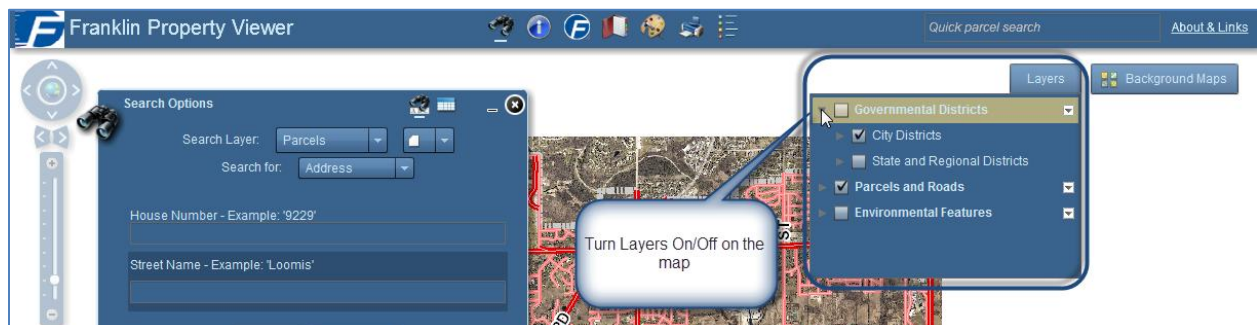 Franklin Property Viewer
Quick parcel search
About & Links
Layers
Background Maps
Search Options
Search Layer: Parcels
Search for: Address
House Number - Example: '9229'
Street Name - Example: 'Loomis'
Governmental Districts
City Districts
State and Regional Districts
Parcels and Roads
Environmental Features
Turn Layers On/Off on the
map
ST
RD